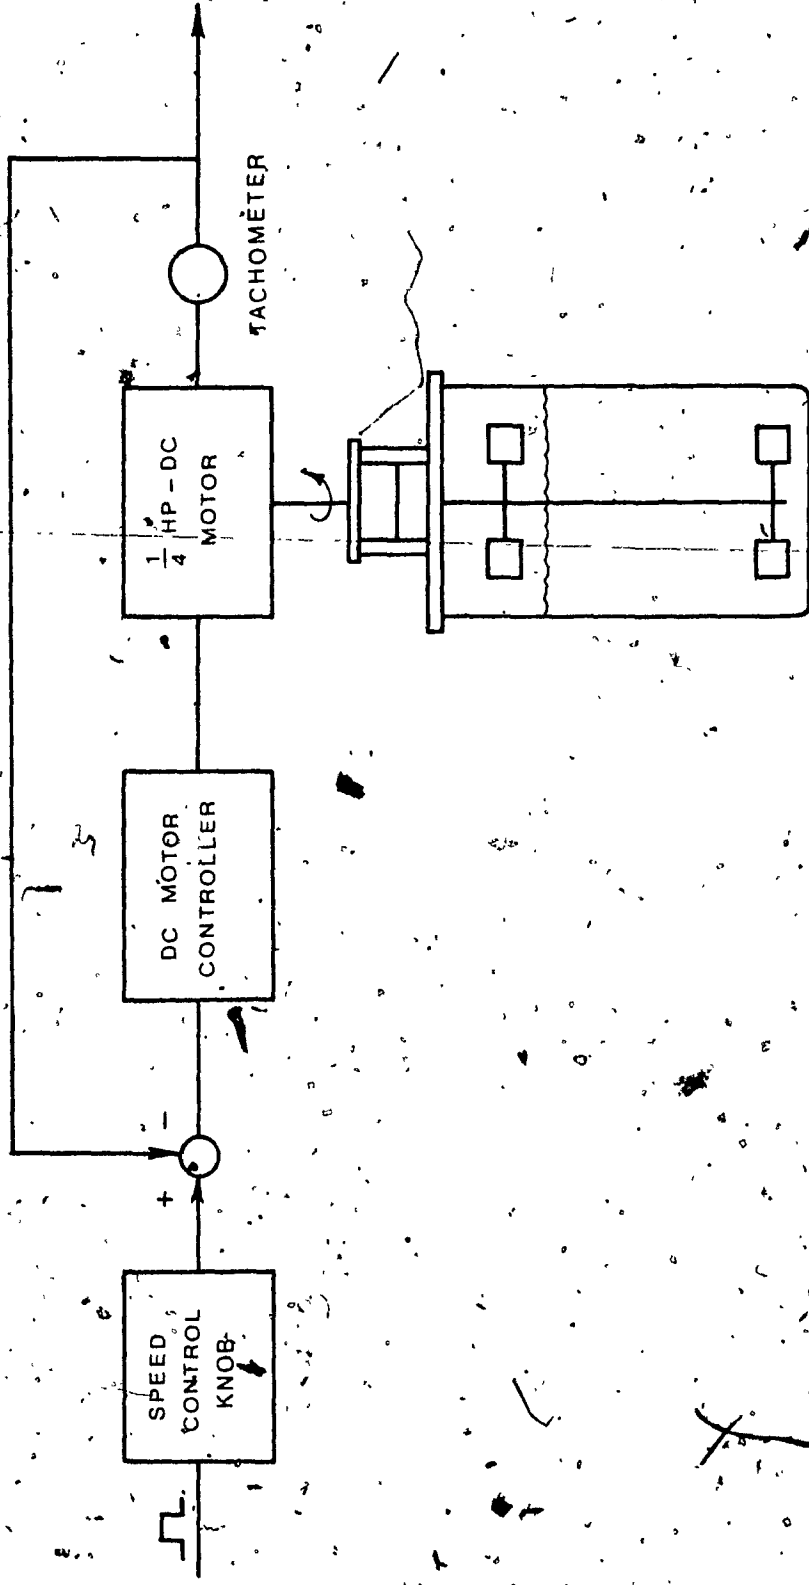 SPEED
CONTROL
KNOB
+
-
DC MOTOR
CONTROLLER
1/4 HP-DC
MOTOR
TACHOMETER